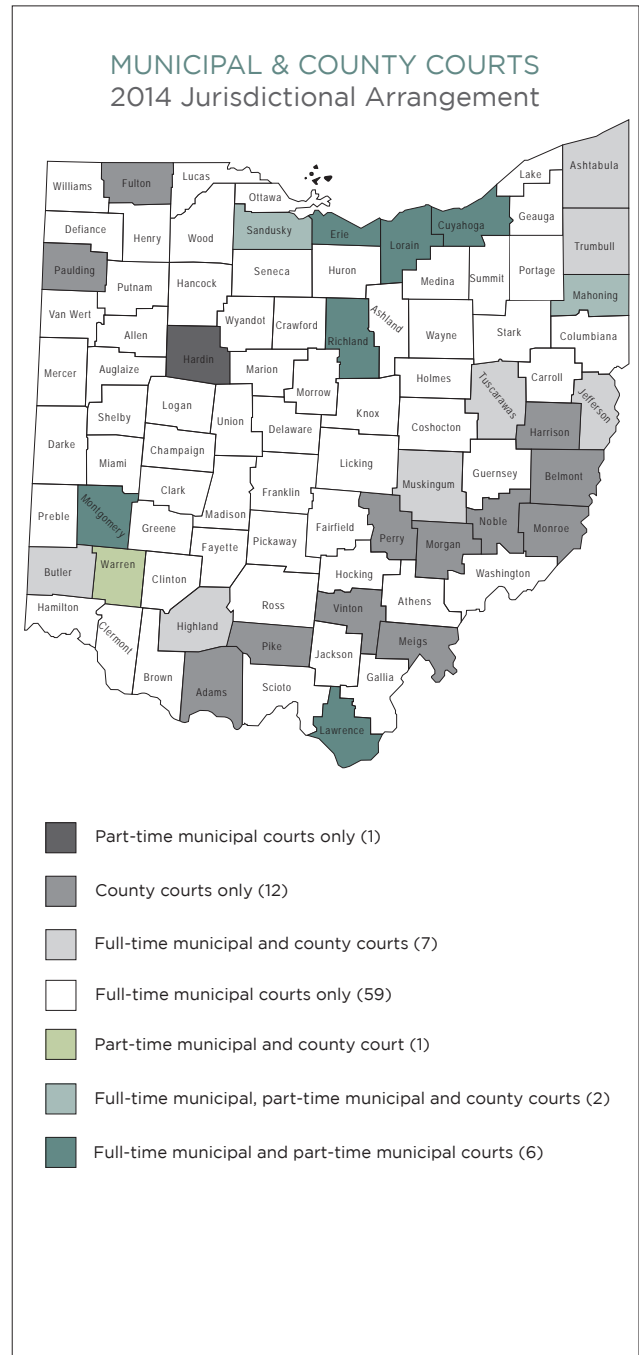 MUNICIPAL & COUNTY COURTS
2014 Jurisdictional Arrangement
Williams
Fulton
Lucas
Ottawa
Lake
Ashtabula
Defiance
Henry
Wood
Sandusky
Erie
Lorain
Cuyahoga
Geauga
Trumbull
Paulding
Putnam
Hancock
Seneca
Huron
Medina
Summit
Portage
Mahoning
Van Wert
Allen
Wyandot
Crawford
Richland
Ashland
Wayne
Stark
Columbiana
Mercer
Auglaize
Hardin
Marion
Morrow
Holmes
Tuscarawas
Carroll
Jefferson
Darke
Shelby
Logan
Union
Delaware
Knox
Coshocton
Harrison
Miami
Champaign
Licking
Muskingum
Guernsey
Belmont
Preble
Montgomery
Clark
Madison
Franklin
Fairfield
Perry
Morgan
Noble
Monroe
Greene
Fayette
Pickaway
Butler
Warren
Clinton
Hocking
Athens
Washington
Hamilton
Clermont
Highland
Ross
Vinton
Meigs
Brown
Adams
Pike
Jackson
Gallia
Scioto
Lawrence
Part-time municipal courts only (1)
County courts only (12)
Full-time municipal and county courts (7)
Full-time municipal courts only (59)
Part-time municipal and county court (1)
Full-time municipal, part-time municipal and county courts (2)
Full-time municipal and part-time municipal courts (6)